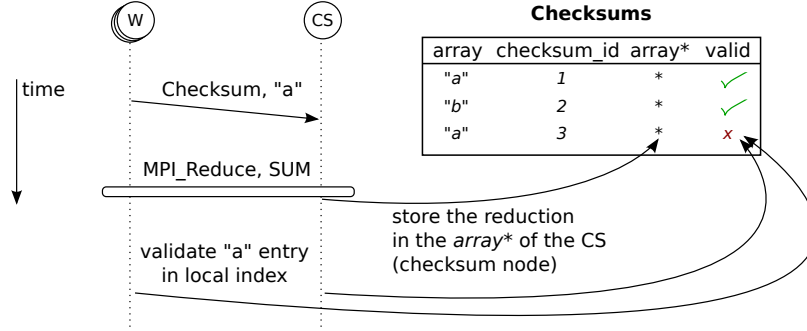 W
CS
Checksums
array checksum_id array* valid
"a" 1 *
"b" 2 *
"a" 3 * x
time
Checksum, "a"
MPI_Reduce, SUM
store the reduction
in the array* of the CS
(checksum node)
validate "a" entry
in local index